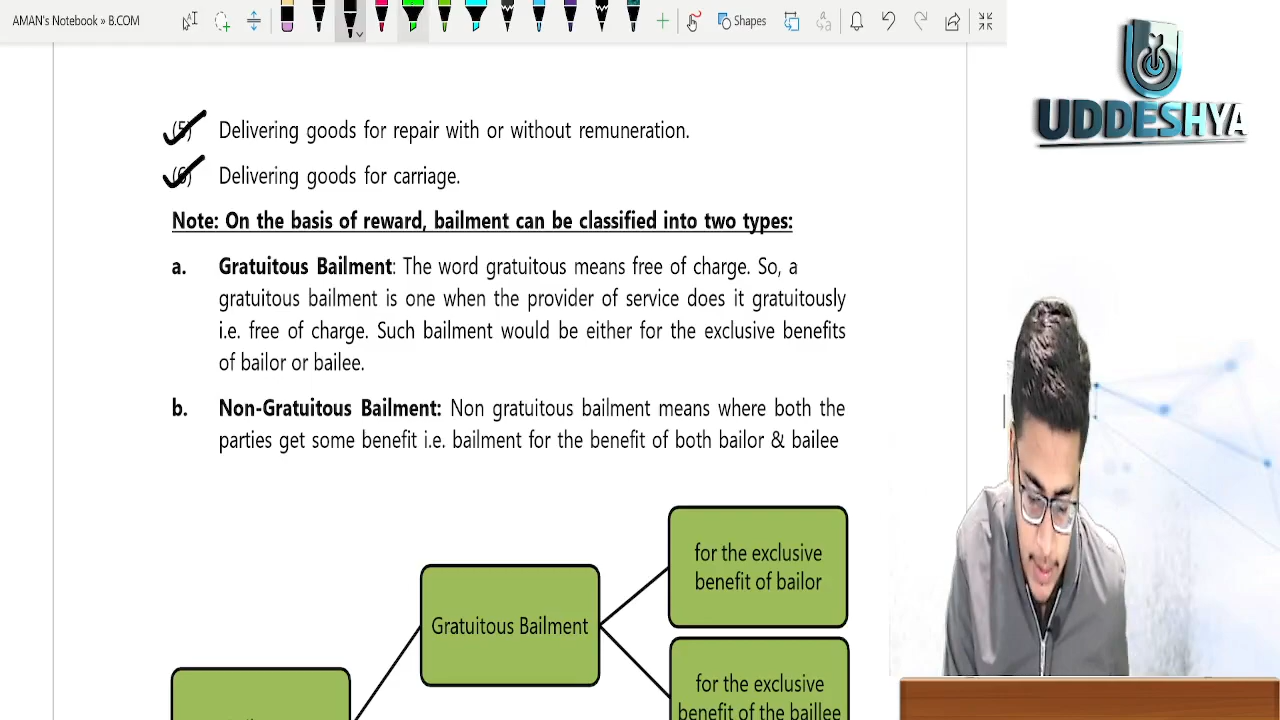 AMAN's Notebook » 8.COM
Shapes
UDDESHYA
(5) Delivering goods for repair with or without remuneration.
(6) Delivering goods for carriage.
Note: On the basis of reward, bailment can be classified into two types:
a. Gratuitous Bailment: The word gratuitous means free of charge. So, a
gratuitous bailment is one when the provider of service does it gratuitously
i.e. free of charge. Such bailment would be either for the exclusive benefits
of bailor or bailee.
b. Non-Gratuitous Bailment: Non gratuitous bailment means where both the
parties get some benefit i.e. bailment for the benefit of both bailor & bailee
for the exclusive
benefit of bailor
Gratuitous Bailment
for the exclusive
benefit of the baillee